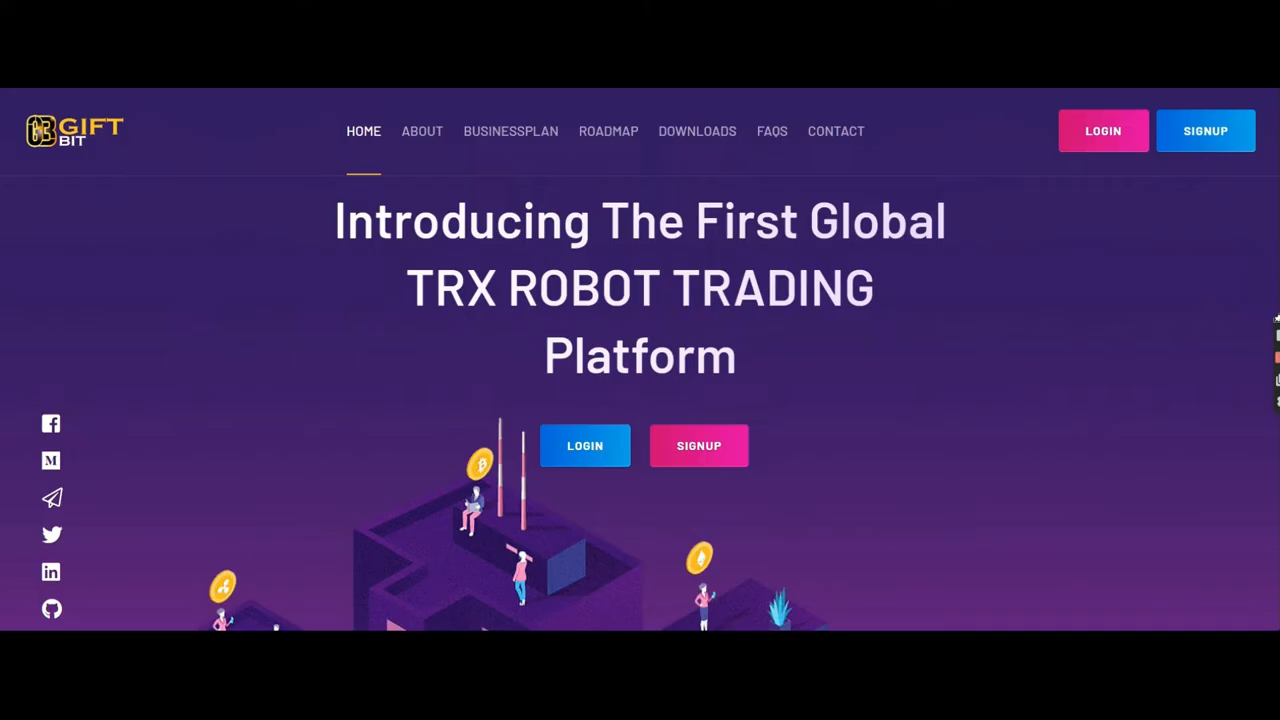 GIFT
BIT
HOME ABOUT BUSINESSPLAN ROADMAP DOWNLOADS FAQS CONTACT
LOGIN SIGNUP
Introducing The First Global
TRX ROBOT TRADING
Platform
LOGIN SIGNUP